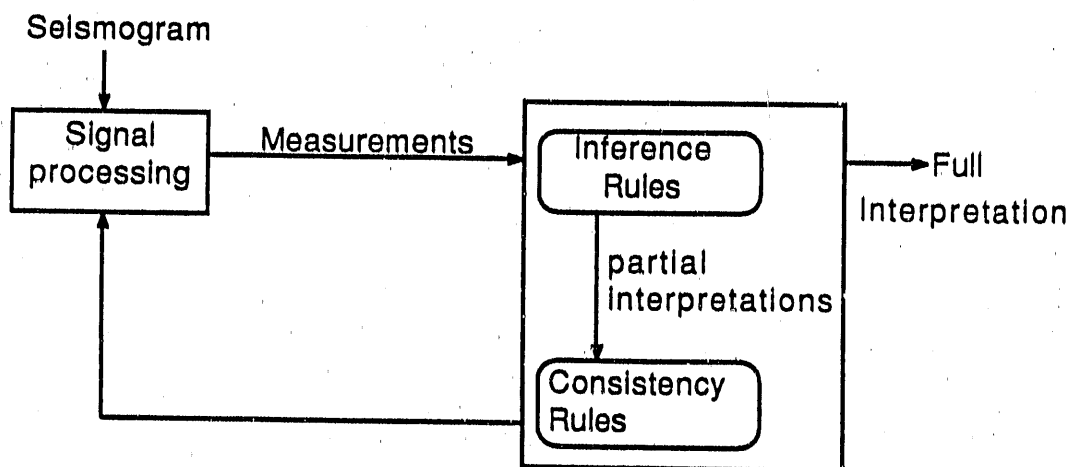 Seismogram
Signal
processing
Measurements
Inference
Rules
partial
interpretations
Consistency
Rules
Full
Interpretation